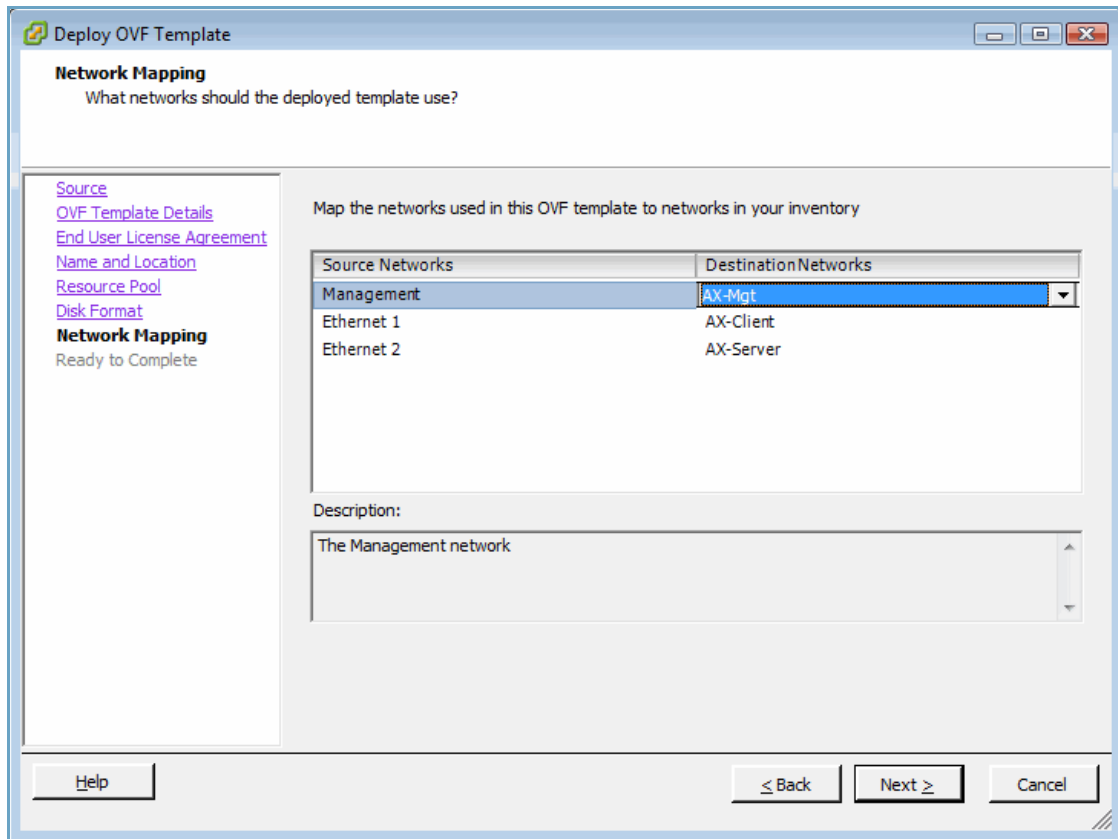 Deploy OVF Template
Network Mapping
What networks should the deployed template use?
Source
OVF Template Details
End User License Agreement
Name and Location
Resource Pool
Disk Format
Network Mapping
Ready to Complete
Map the networks used in this OVF template to networks in your inventory
Source Networks DestinationNetworks
Management AX-Mgt
Ethernet 1 AX-Client
Ethernet 2 AX-Server
Description:
The Management network
Help < Back Next > Cancel